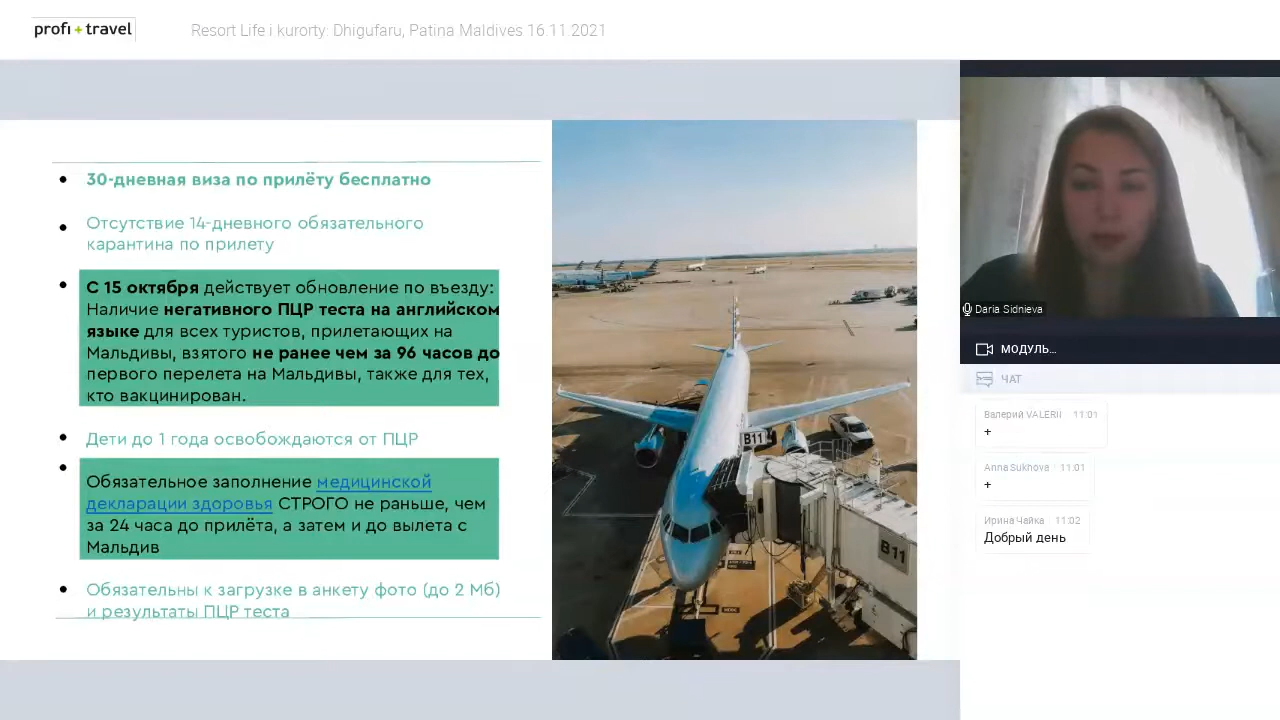 profi + travel
Resort Life i kurorty: Dhigufaru, Patina Maldives 16.11.2021
30-дневная виза по прилёту бесплатно
Отсутствие 14-дневного обязательного
карантина по прилету
С 15 октября действует обновление по въезду:
Наличие негативного ПЦР теста на английском
языке для всех туристов, прилетающих на
Мальдивы, взятого не ранее чем за 96 часов до
первого перелета на Мальдивы, также для тех,
кто вакцинирован.
Дети до 1 года освобождаются от ПЦР
Обязательное заполнение медицинской
декларации здоровья СТРОГО не раньше, чем
за 24 часа до прилёта, а затем и до вылета с
Мальдив
Обязательны к загрузке в анкету фото (до 2 Мб)
и результаты ПЦР теста
B11
B11
Daria Sidnieva
МОДУЛЬ...
ЧАТ
Валерий VALERII 11:01
+
Anna Sukhova 11:01
+
Ирина Чайка 11:02
Добрый день